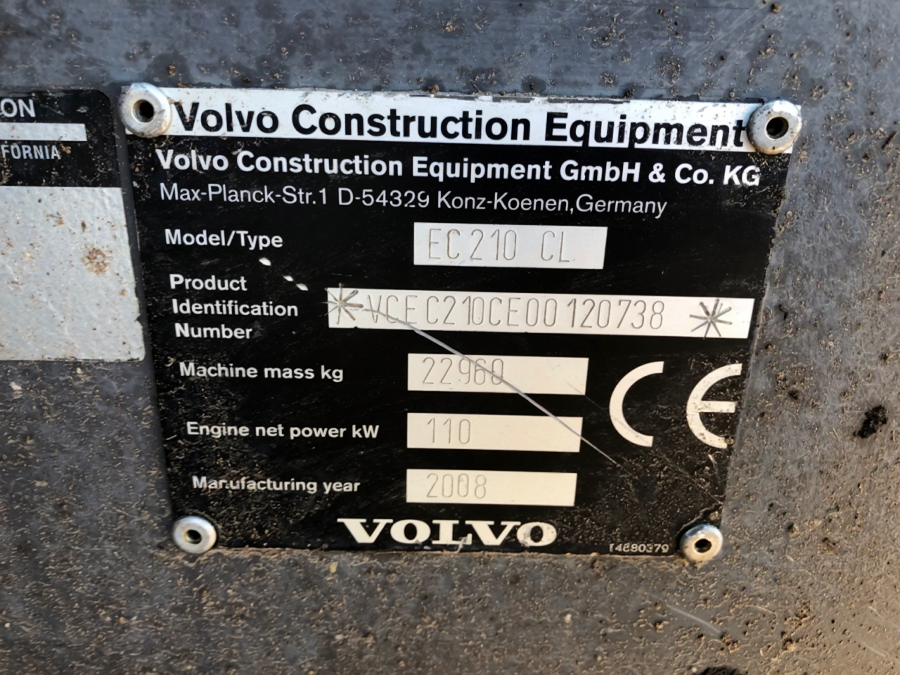 ON
FORNIA
Volvo Construction Equipment
Volvo Construction Equipment GmbH & Co. KG
Max-Planck-Str.1 D-54329 Konz-Koenen,Germany
Model/Type EC210 CL
Product Identification Number *VCEC210CE00120738*
Machine mass kg 22960
Engine net power kW 110
Manufacturing year 2008
CE
VOLVO
14880379